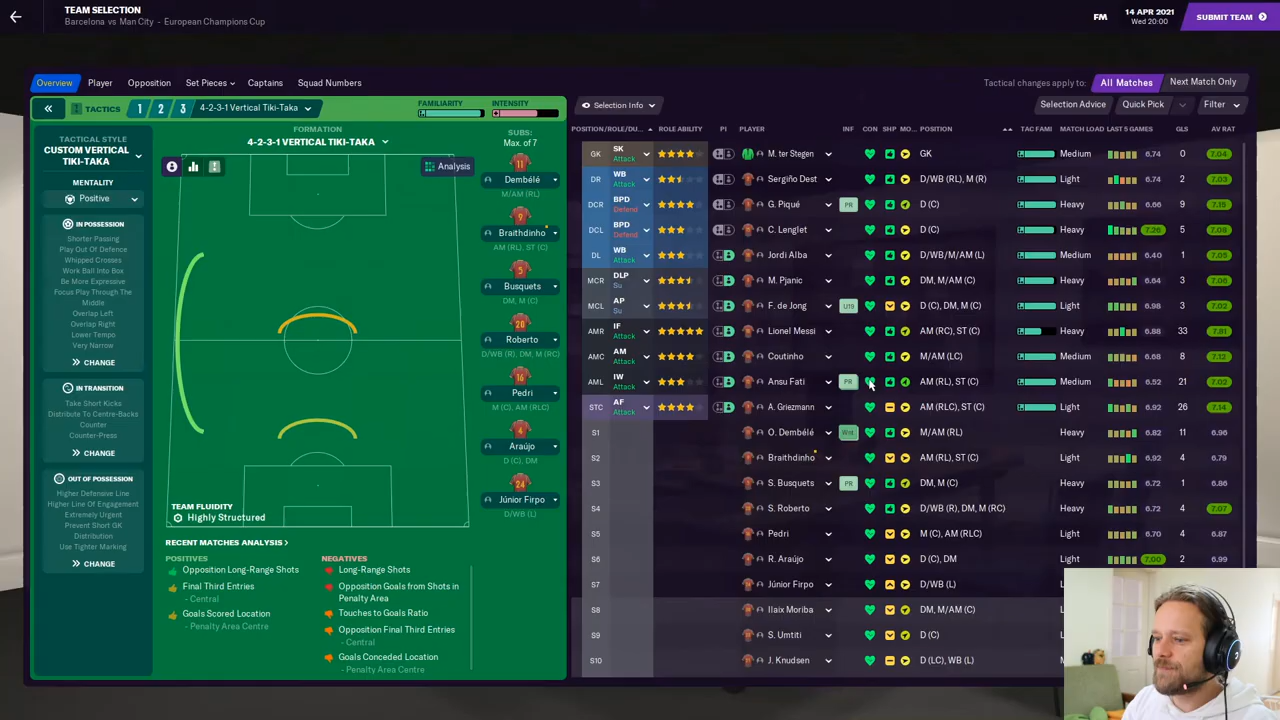 TEAM SELECTION
Barcelona vs Man City - European Champions Cup
FM
14 APR 2021
Wed 20:00
SUBMIT TEAM
Overview Player Opposition Set Pieces Captains Squad Numbers
Tactical changes apply to: All Matches Next Match Only
TACTICS 1 2 3 4-2-3-1 Vertical Tiki-Taka
FAMILIARITY INTENSITY
Selection Info
Selection Advice Quick Pick Filter
TACTICAL STYLE
CUSTOM VERTICAL
TIKI-TAKA
MENTALITY
Positive
IN POSSESSION
Shorter Passing
Play Out Of Defence
Whipped Crosses
Work Ball Into Box
Be More Expressive
Focus Play Through The
Middle
Overlap Left
Overlap Right
Lower Tempo
Very Narrow
CHANGE
IN TRANSITION
Take Short Kicks
Distribute To Centre-Backs
Counter
Counter-Press
CHANGE
OUT OF POSSESSION
Higher Defensive Line
Higher Line Of Engagement
Extremely Urgent
Prevent Short GK
Distribution
Use Tighter Marking
CHANGE
FORMATION
4-2-3-1 VERTICAL TIKI-TAKA
Analysis
TEAM FLUIDITY
Highly Structured
RECENT MATCHES ANALYSIS
POSITIVES
Opposition Long-Range Shots
Final Third Entries
- Central
Goals Scored Location
- Penalty Area Centre
NEGATIVES
Long-Range Shots
Opposition Goals from Shots in
Penalty Area
Touches to Goals Ratio
Opposition Final Third Entries
- Central
Goals Conceded Location
- Penalty Area Centre
SUBS:
Max. of 7
11
Dembélé
M/AM (RL)
9
Braithdinho
AM (RL), ST (C)
5
Busquets
DM, M (C)
20
Roberto
D/WB (R), DM, M (RC)
16
Pedri
M (C), AM (RLC)
4
Araújo
D (C), DM
24
Júnior Firpo
D/WB (L)
POSITION/ROLE/DU... ROLE ABILITY PI PLAYER INF CON SHP MO... POSITION TAC FAMI MATCH LOAD LAST 5 GAMES GLS AV RAT
GK SK Attack M. ter Stegen GK Medium 6.74 0 7.04
DR WB Attack Sergiño Dest D/WB (RL), M (R) Light 6.74 2 7.03
DCR BPD Defend G. Piqué PR D (C) Heavy 6.66 9 7.15
DCL BPD Defend D (C) Heavy 7.26 5 7.08
DL WB Attack Jordi Alba D/WB/M/AM (L) Medium 6.40 1 7.05
MCR DLP Su M. Pjanic DM, M/AM (C) Medium 6.64 3 7.06
MCL AP Su F. de Jong U19 D (C), DM, M (C) Light 6.98 3 7.02
AMR IF Attack Lionel Messi AM (RC), ST (C) Heavy 6.88 33 7.81
AMC AM Attack Coutinho M/AM (LC) Medium 6.68 8 7.12
AML IW Attack Ansu Fati PR AM (RL), ST (C) Medium 6.52 21 7.02
STC AF Attack A. Griezmann AM (RLC), ST (C) Light 6.92 26 7.14
S1 O. Dembélé Wnt M/AM (RL) Heavy 6.82 11 6.96
S2 Braithdinho AM (RL), ST (C) Light 6.92 4 6.79
S3 S. Busquets PR DM, M (C) Heavy 6.72 1 6.86
S4 S. Roberto D/WB (R), DM, M (RC) Light 6.72 4 7.07
S5 Pedri M (C), AM (RLC) Light 6.70 4 6.87
S6 R. Araújo D (C), DM 7.00 2 6.99
S7 Júnior Firpo D/WB (L)
S8 Ilaix Moriba DM, M/AM (C)
S9 S. Umtiti D (C)
S10 J. Knudsen D (LC), WB (L)